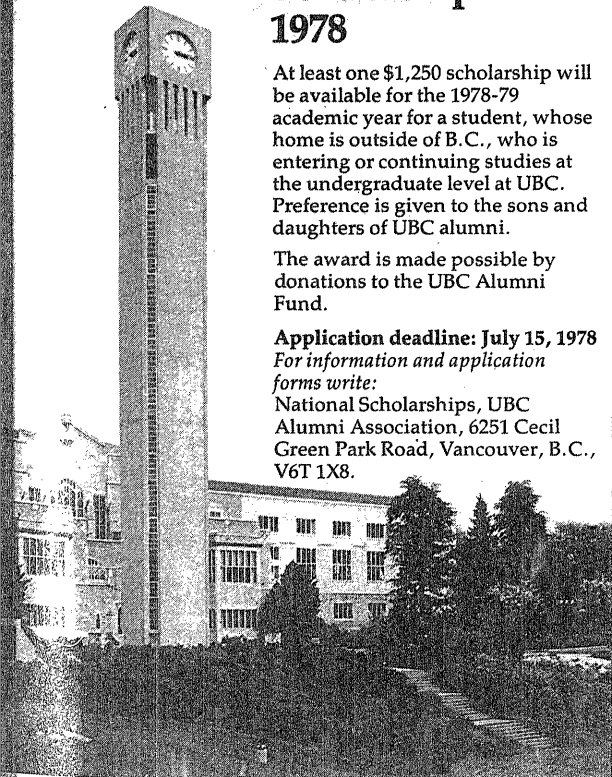 1978
At least one $1,250 scholarship will
be available for the 1978-79
academic year for a student, whose
home is outside of B.C., who is
entering or continuing studies at
the undergraduate level at UBC.
Preference is given to the sons and
daughters of UBC alumni.
The award is made possible by
donations to the UBC Alumni
Fund.
Application deadline: July 15, 1978
For information and application
forms write:
National Scholarships, UBC
Alumni Association, 6251 Cecil
Green Park Road, Vancouver, B.C.,
V6T 1X8.